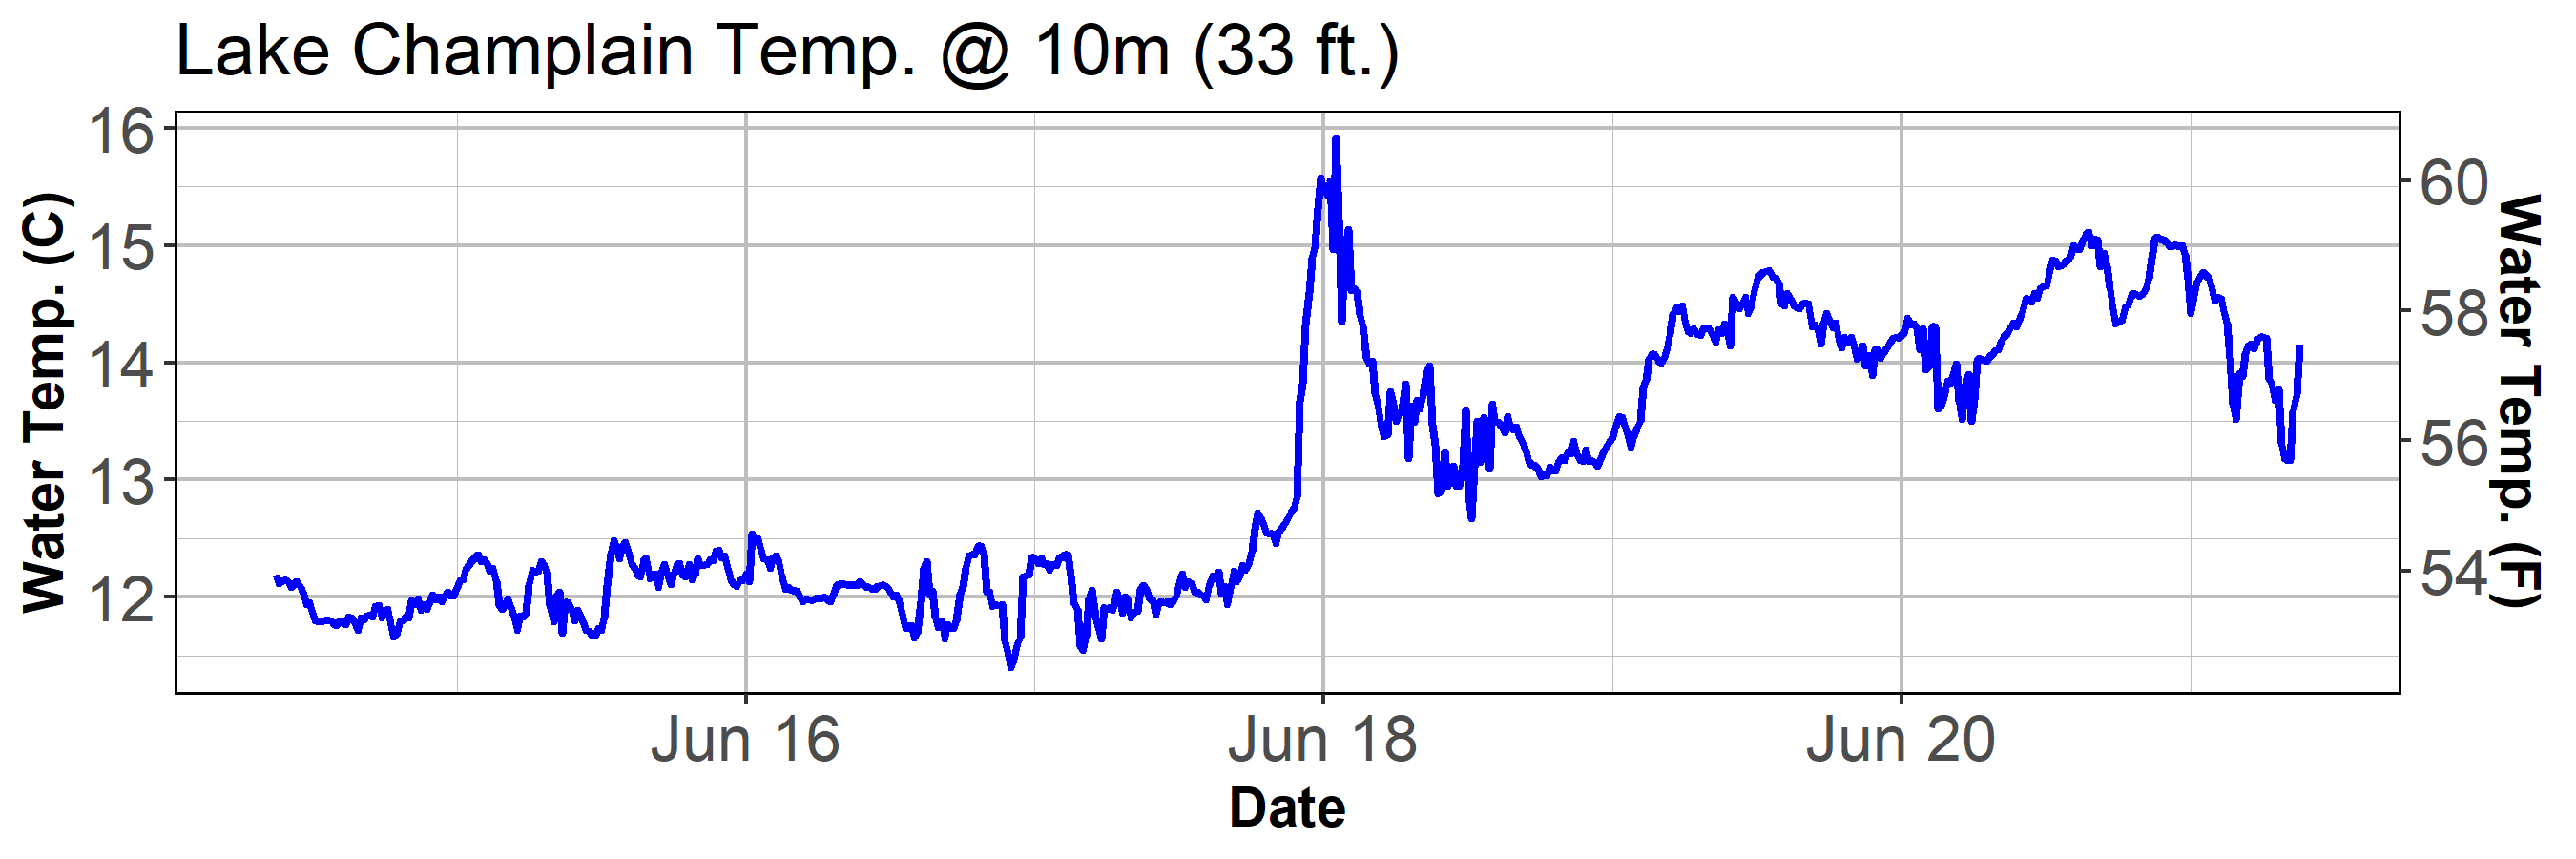 Lake Champlain Temp. @ 10m (33 ft.)
Water Temp. (C)
16
15
14
13
12
60
58
56
54
Water Temp. (F)
Jun 16
Jun 18
Jun 20
Date